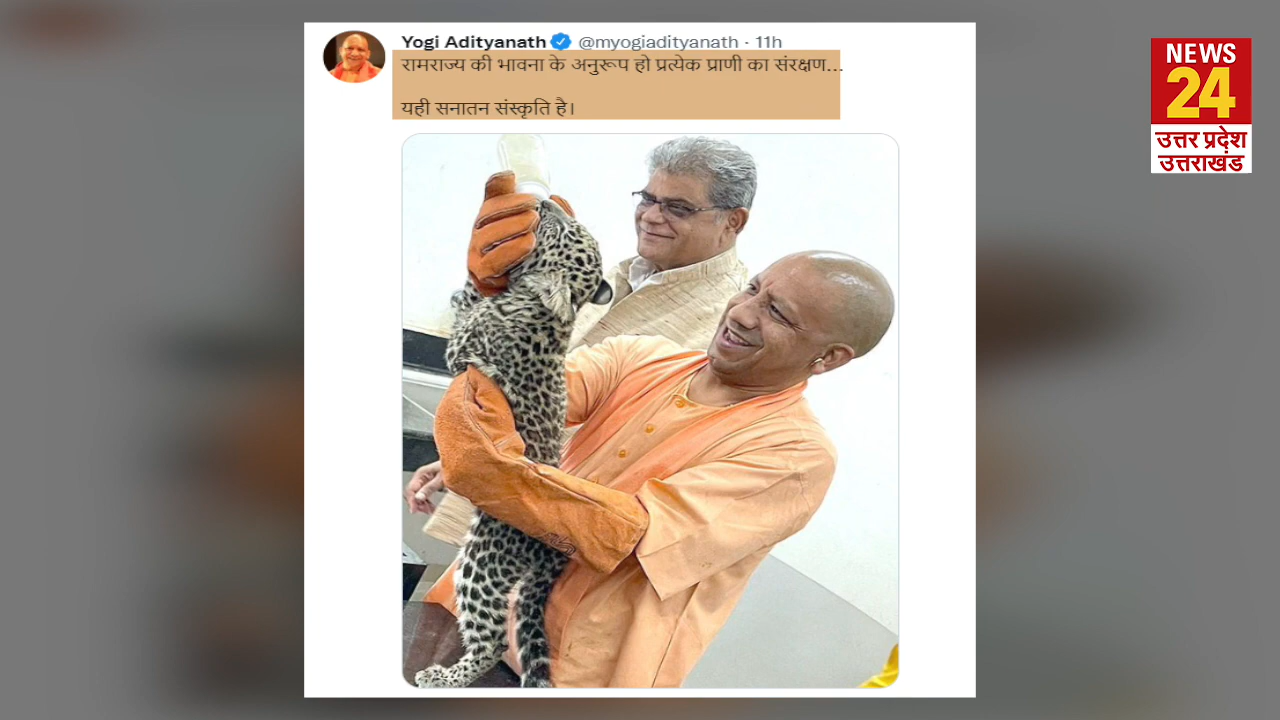 Yogi Adityanath @myogiadityanath · 11h
रामराज्य की भावना के अनुरूप हो प्रत्येक प्राणी का संरक्षण...
यही सनातन संस्कृति है।
NEWS
24
उत्तर प्रदेश
उत्तराखंड